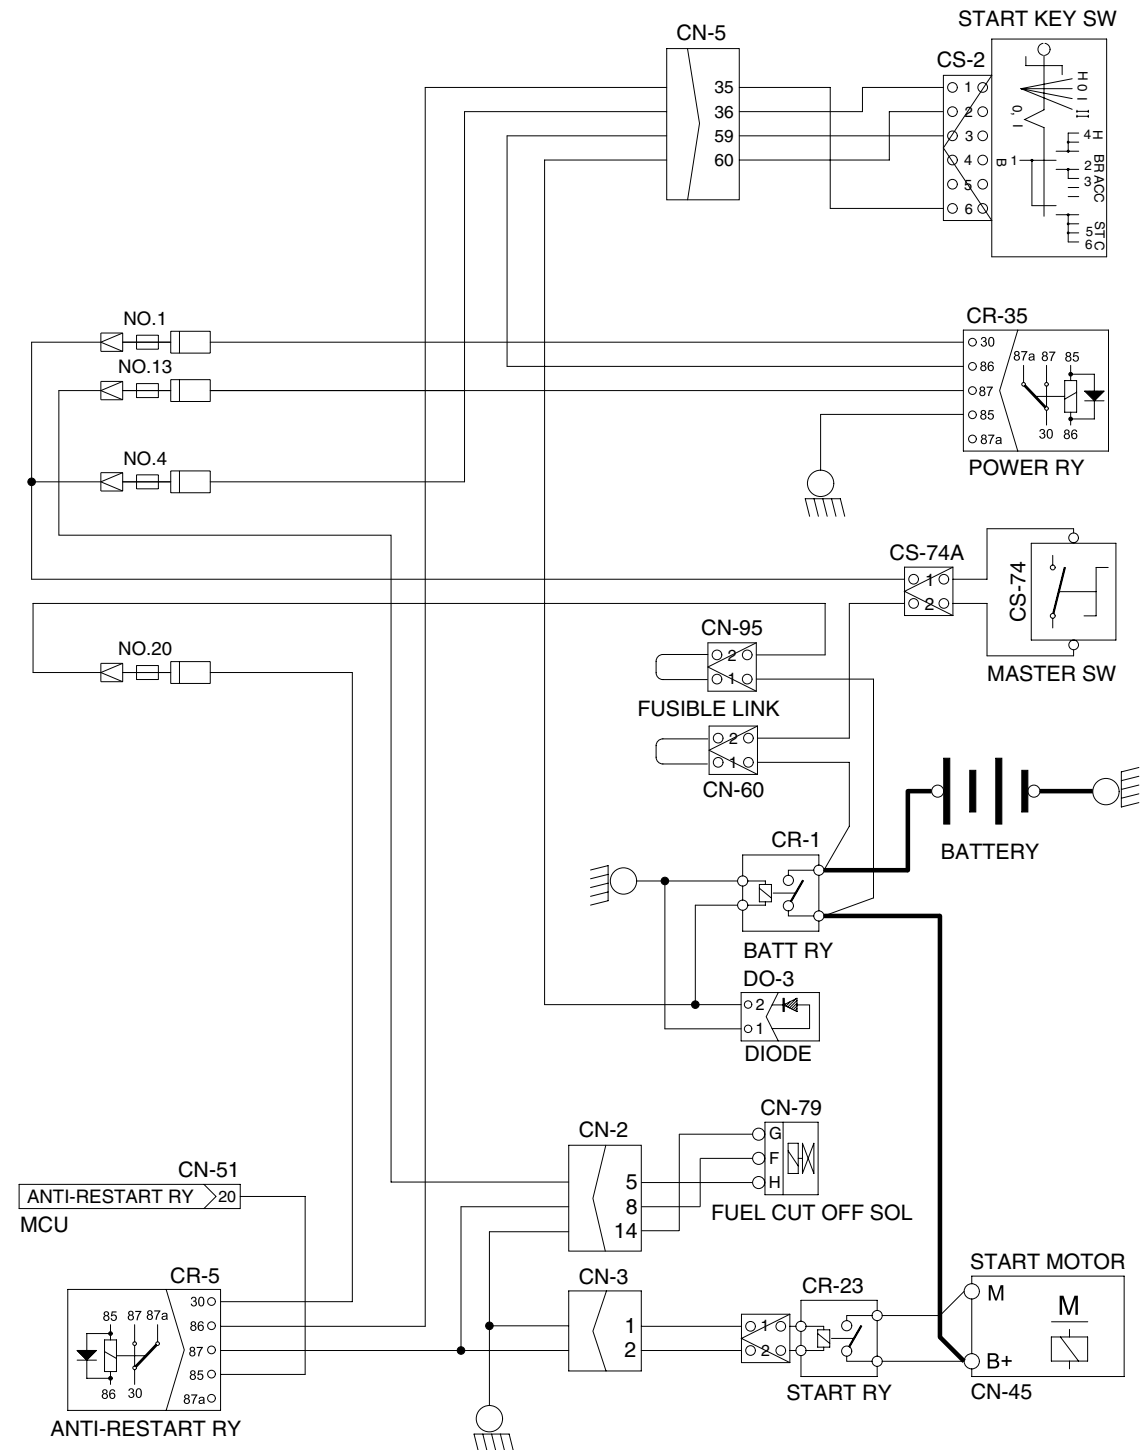 START KEY SW
CN-5
CS-2
35
36
59
60
1
2
3
4
5
6
H
O
I
II
0, I
B 1
4 H
BR
2
ACC
3
ST
5
C
6
NO.1
NO.13
NO.4
CR-35
30
86
87
85
87a
87a 87 85
30 86
POWER RY
CS-74A
1
2
CS-74
MASTER SW
NO.20
CN-95
2
1
FUSIBLE LINK
2
1
CN-60
BATTERY
CR-1
BATT RY
DO-3
2
1
DIODE
CN-79
G
F
H
FUEL CUT OFF SOL
CN-2
5
8
14
CN-51
ANTI-RESTART RY 20
MCU
CR-5
30
86
87
85
87a
85 87 87a
86 30
ANTI-RESTART RY
CN-3
1
2
1
2
CR-23
START RY
START MOTOR
M
M
B+
CN-45